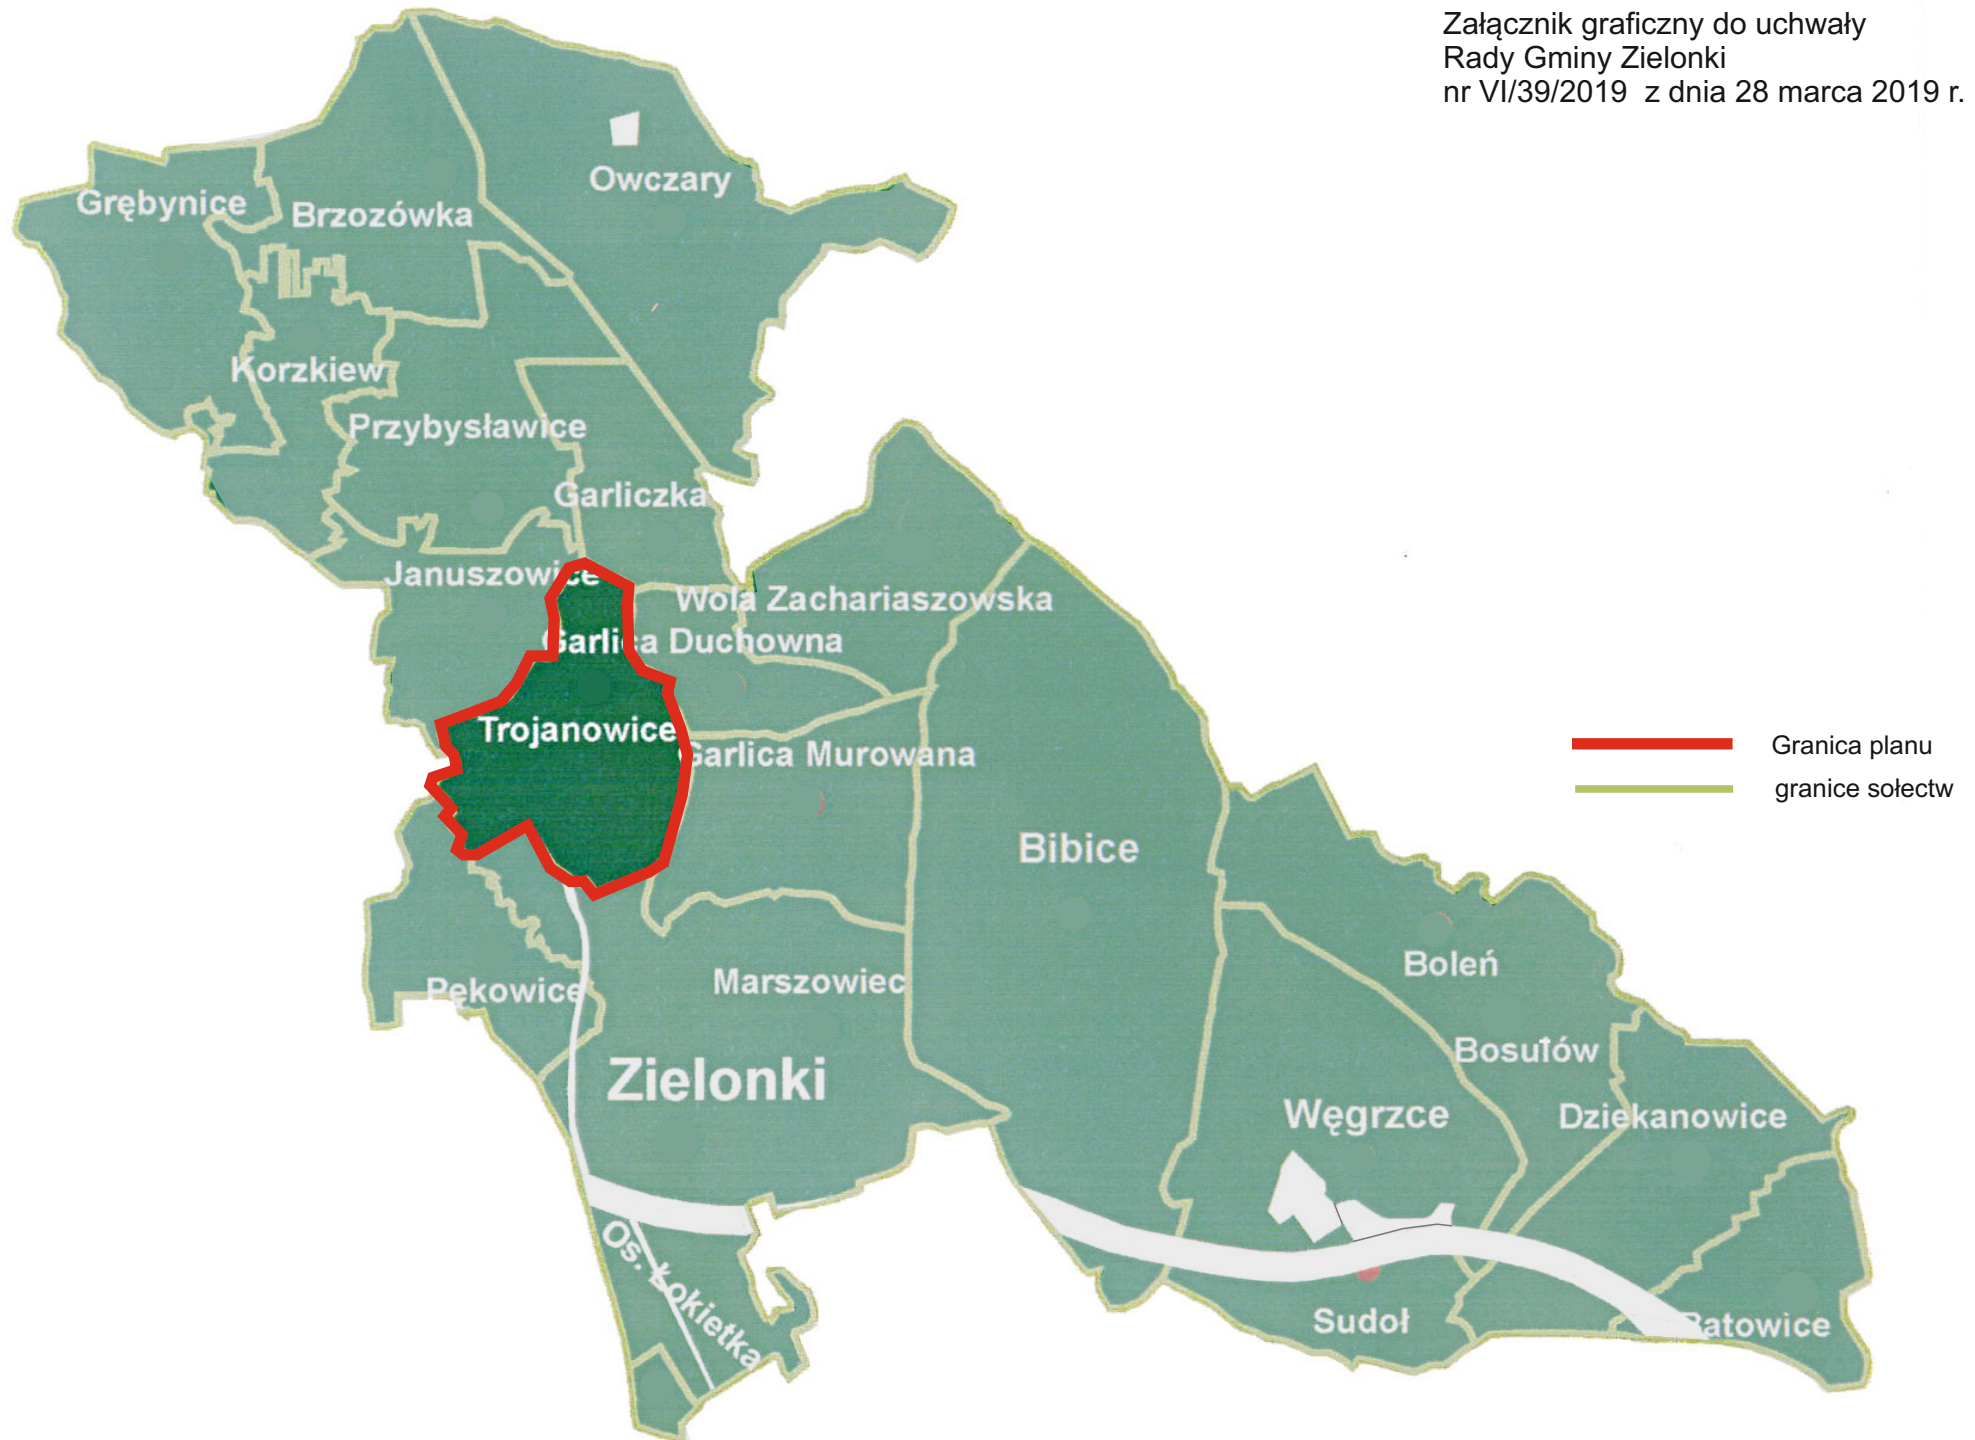 Załącznik graficzny do uchwały
Rady Gminy Zielonki
nr VI/39/2019 z dnia 28 marca 2019 r.
Owczary
Grębynice
Brzozówka
Korzkiew
Przybysławice
Garliczka
Januszowice
Wola Zachariaszowska
Garlica Duchowna
Trojanowice
Garlica Murowana
Granica planu
granice sołectw
Bibice
Boleń
Marszowiec
Pękowice
Bosutów
Zielonki
Węgrzce
Dziekanowice
Os. Łokietka
Sudoł
Batowice